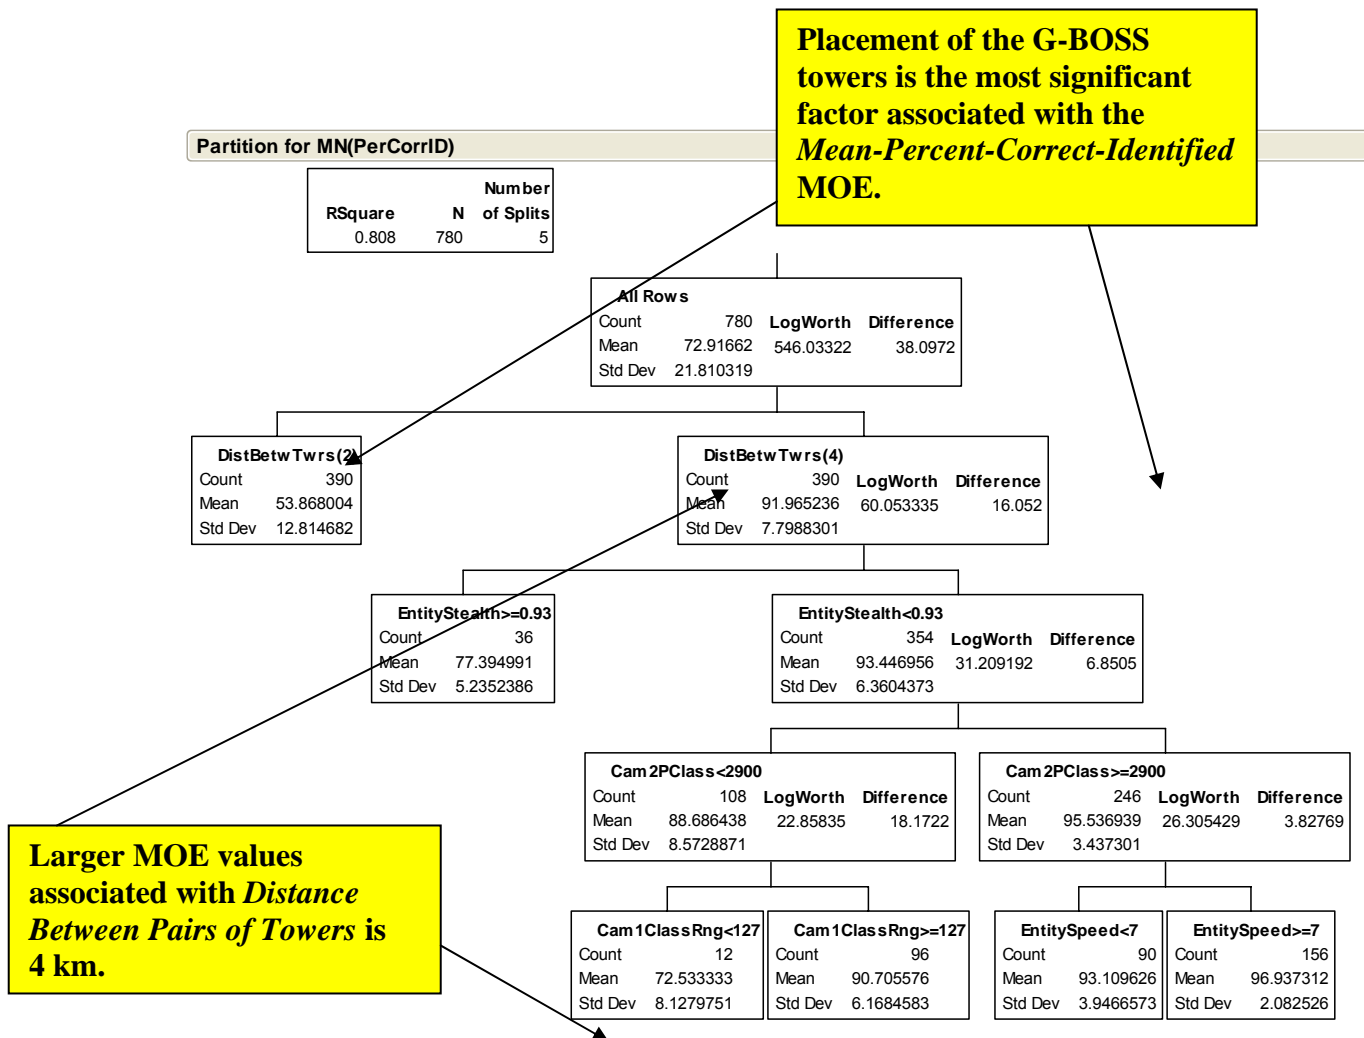 Placement of the G-BOSS
towers is the most significant
factor associated with the
Mean-Percent-Correct-Identified
MOE.
Partition for MN(PerCorrID)
Number
RSquare N of Splits
0.808 780 5
All Rows
Count 780 LogWorth Difference
Mean 72.91662 546.03322 38.0972
Std Dev 21.810319
DistBetwTwrs(2)
Count 390
Mean 53.868004
Std Dev 12.814682
DistBetwTwrs(4)
Count 390 LogWorth Difference
Mean 91.965236 60.053335 16.052
Std Dev 7.7988301
EntityStealth>=0.93
Count 36
Mean 77.394991
Std Dev 5.2352386
EntityStealth<0.93
Count 354 LogWorth Difference
Mean 93.446956 31.209192 6.8505
Std Dev 6.3604373
Cam2PClass<2900
Count 108 LogWorth Difference
Mean 88.686438 22.85835 18.1722
Std Dev 8.5728871
Cam2PClass>=2900
Count 246 LogWorth Difference
Mean 95.536939 26.305429 3.82769
Std Dev 3.437301
Larger MOE values
associated with Distance
Between Pairs of Towers is
4 km.
Cam1ClassRng<127
Count 12
Mean 72.533333
Std Dev 8.1279751
Cam1ClassRng>=127
Count 96
Mean 90.705576
Std Dev 6.1684583
EntitySpeed<7
Count 90
Mean 93.109626
Std Dev 3.9466573
EntitySpeed>=7
Count 156
Mean 96.937312
Std Dev 2.082526